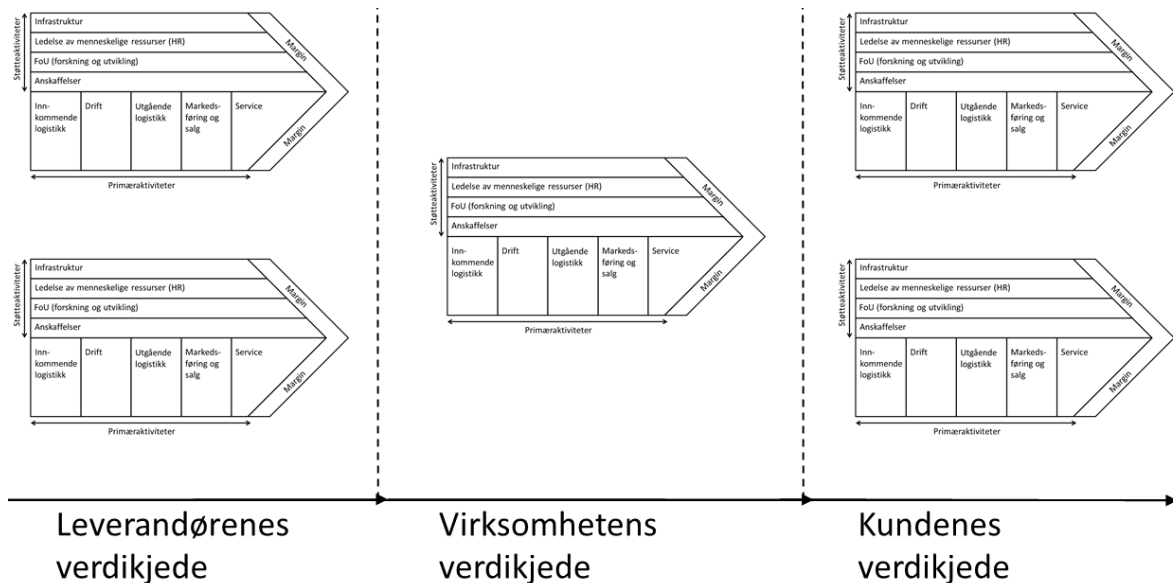 Støtteaktiviteter
Infrastruktur
Ledelse av menneskelige ressurser (HR)
FoU (forskning og utvikling)
Anskaffelser
Inn-
kommende
logistikk
Drift
Utgående
logistikk
Markeds-
føring og
salg
Service
Margin
Margin
Primæraktiviteter
Støtteaktiviteter
Infrastruktur
Ledelse av menneskelige ressurser (HR)
FoU (forskning og utvikling)
Anskaffelser
Inn-
kommende
logistikk
Drift
Utgående
logistikk
Markeds-
føring og
salg
Service
Margin
Margin
Primæraktiviteter
Støtteaktiviteter
Infrastruktur
Ledelse av menneskelige ressurser (HR)
FoU (forskning og utvikling)
Anskaffelser
Inn-
kommende
logistikk
Drift
Utgående
logistikk
Markeds-
føring og
salg
Service
Margin
Margin
Primæraktiviteter
Støtteaktiviteter
Infrastruktur
Ledelse av menneskelige ressurser (HR)
FoU (forskning og utvikling)
Anskaffelser
Inn-
kommende
logistikk
Drift
Utgående
logistikk
Markeds-
føring og
salg
Service
Margin
Margin
Primæraktiviteter
Støtteaktiviteter
Infrastruktur
Ledelse av menneskelige ressurser (HR)
FoU (forskning og utvikling)
Anskaffelser
Inn-
kommende
logistikk
Drift
Utgående
logistikk
Markeds-
føring og
salg
Service
Margin
Margin
Primæraktiviteter
Leverandørenes
verdikjede
Virksomhetens
verdikjede
Kundenes
verdikjede